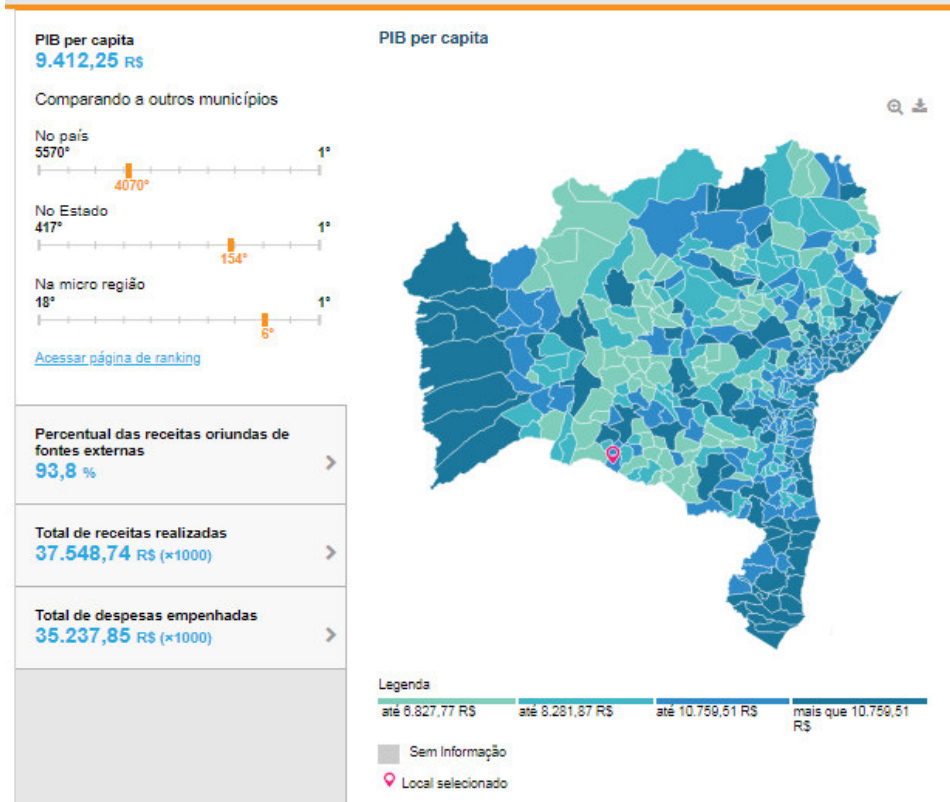 PIB per capita
9.412,25 R$
Comparando a outros municípios
No país
5570° 1°
4070°
No Estado
417° 1°
154°
Na micro região
18° 1°
6°
Acessar página de ranking
Percentual das receitas oriundas de
fontes externas
93,8 %
Total de receitas realizadas
37.548,74 R$ (×1000)
Total de despesas empenhadas
35.237,85 R$ (×1000)
PIB per capita
Legenda
até 6.827,77 R$ até 8.281,87 R$ até 10.759,51 R$ mais que 10.759,51
R$
Sem Informação
Local selecionado